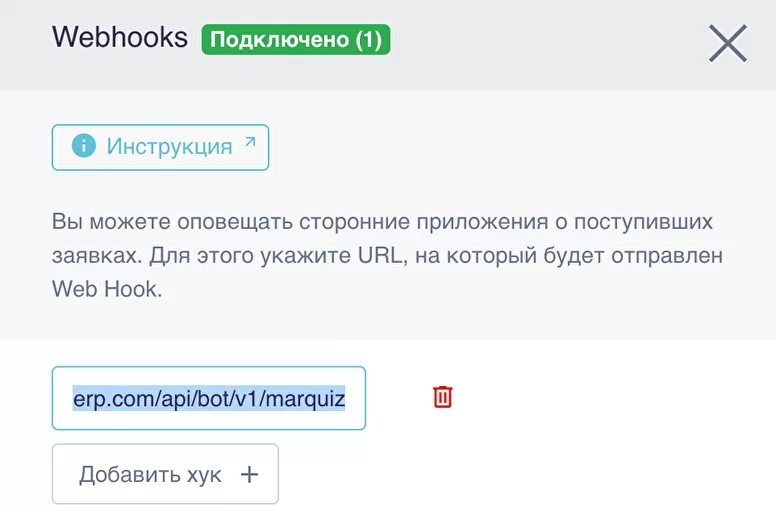 Webhooks Подключено (1)
Инструкция
Вы можете оповещать сторонние приложения о поступивших
заявках. Для этого укажите URL, на который будет отправлен
Web Hook.
erp.com/api/bot/v1/marquiz
Добавить хук +